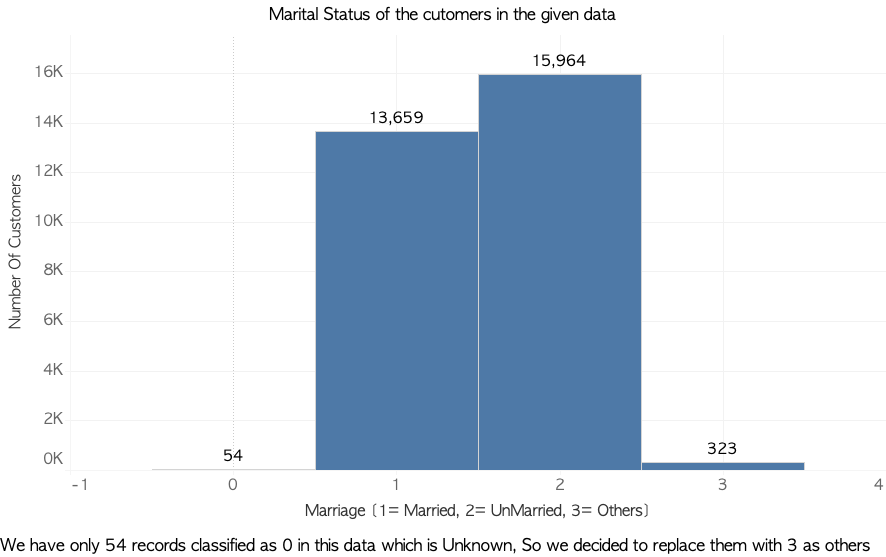 Marital Status of the cutomers in the given data
Number Of Customers
16K
14K
12K
10K
8K
6K
4K
2K
0K
54
13,659
15,964
323
-1 0 1 2 3 4
Marriage (1= Married, 2= UnMarried, 3= Others)
We have only 54 records classified as 0 in this data which is Unknown, So we decided to replace them with 3 as others